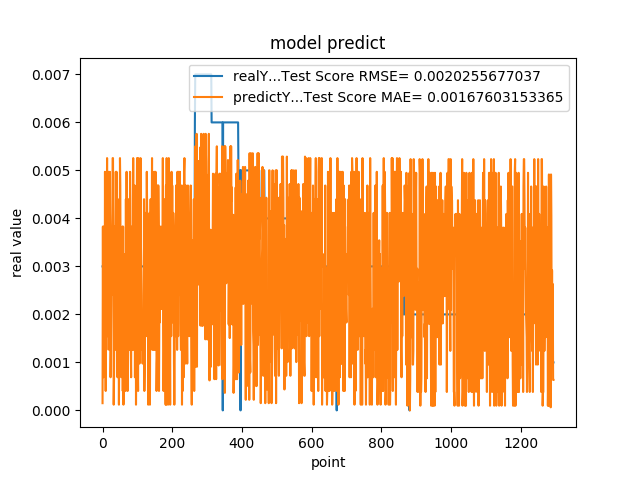 model predict
realY...Test Score RMSE= 0.0020255677037
predictY...Test Score MAE= 0.00167603153365
real value
0.007
0.006
0.005
0.004
0.003
0.002
0.001
0.000
0 200 400 600 800 1000 1200
point